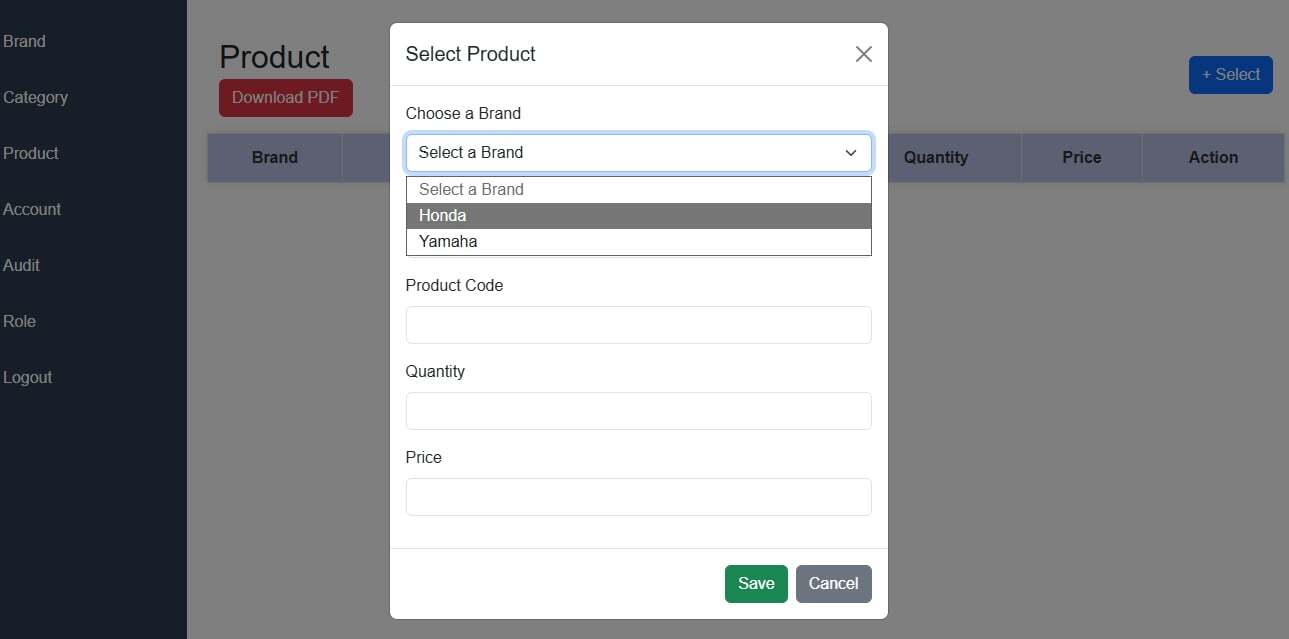 Brand
Category
Product
Account
Audit
Role
Logout
Product
Download PDF
+ Select
Brand
Quantity
Price
Action
Select Product
Choose a Brand
Select a Brand
Select a Brand
Honda
Yamaha
Product Code
Quantity
Price
Save
Cancel